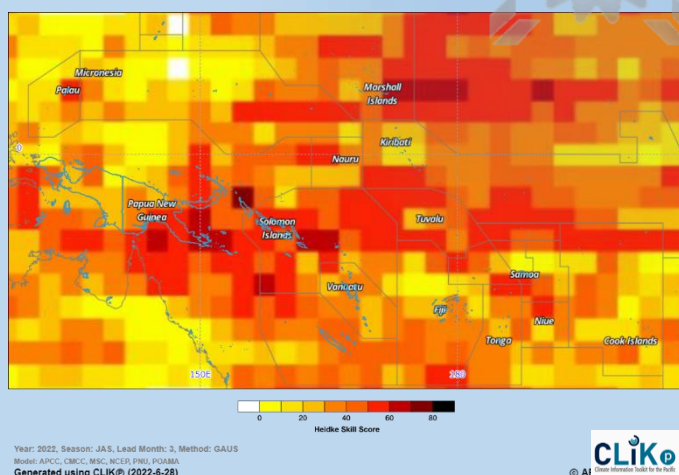 Micronesia
Palau
Marshall
Islands
Kiribati
0
Nauru
Papua New
Guinea
Solomon
Islands
Tuvalu
Samoa
Vanuatu
Fiji
Niue
Tonga
Cook Islands
150E
180
0 20 40 60 80
Heidke Skill Score
Year: 2022, Season: JAS, Lead Month: 3, Method: GAUS
Model: APCC, CMCC, MSC, NCEP, PNU, POAMA
Generated using CLIK® (2022-6-28)
©
CLiK®
Climate Information Toolkit for the Pacific